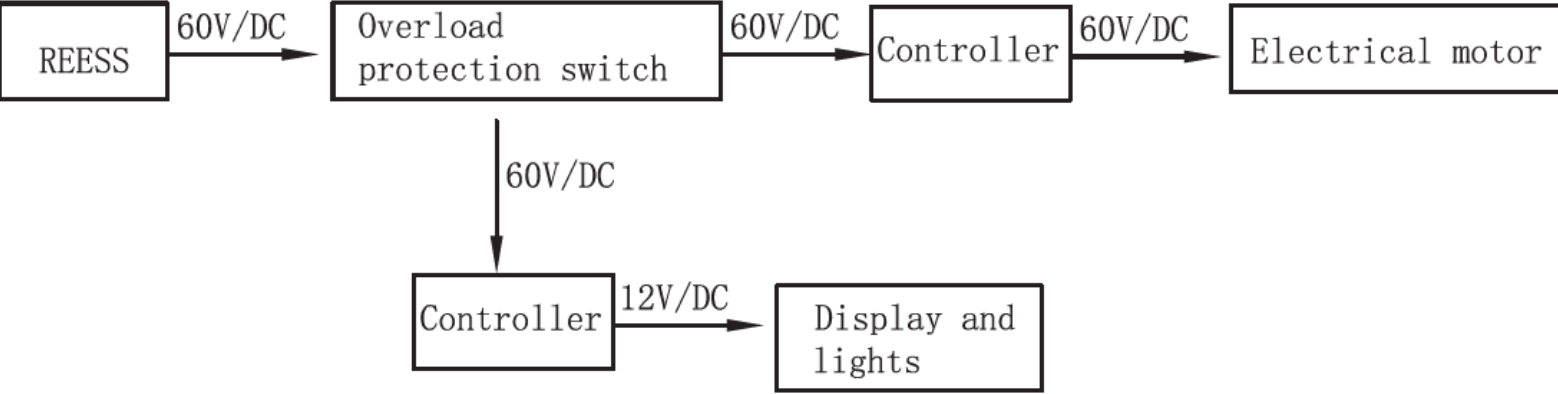 REESS
60V/DC
Overload
protection switch
60V/DC
Controller
60V/DC
Electrical motor
60V/DC
Controller
12V/DC
Display and
lights